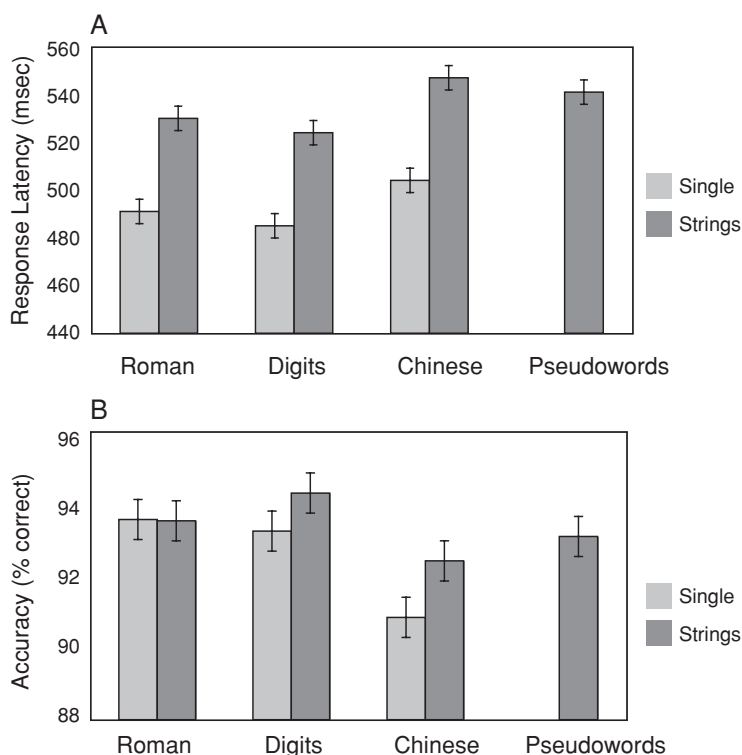 A
Response Latency (msec)
560
540
520
500
480
460
440
Roman Digits Chinese Pseudowords
Single
Strings
B
Accuracy (% correct)
96
94
92
90
88
Roman Digits Chinese Pseudowords
Single
Strings